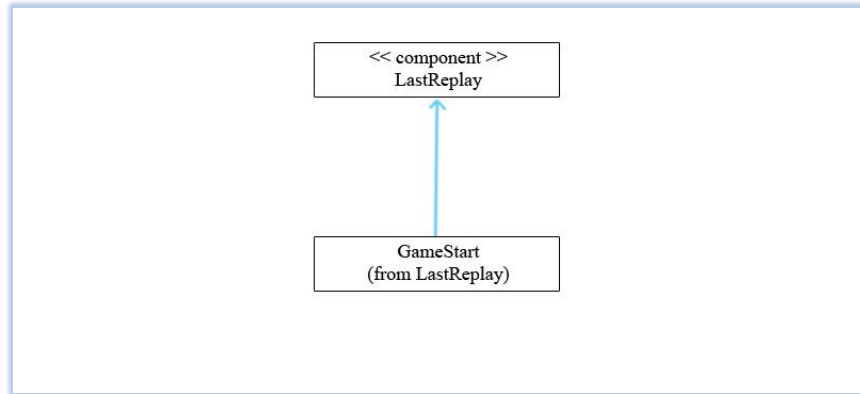 << component >>
LastReplay
GameStart
(from LastReplay)